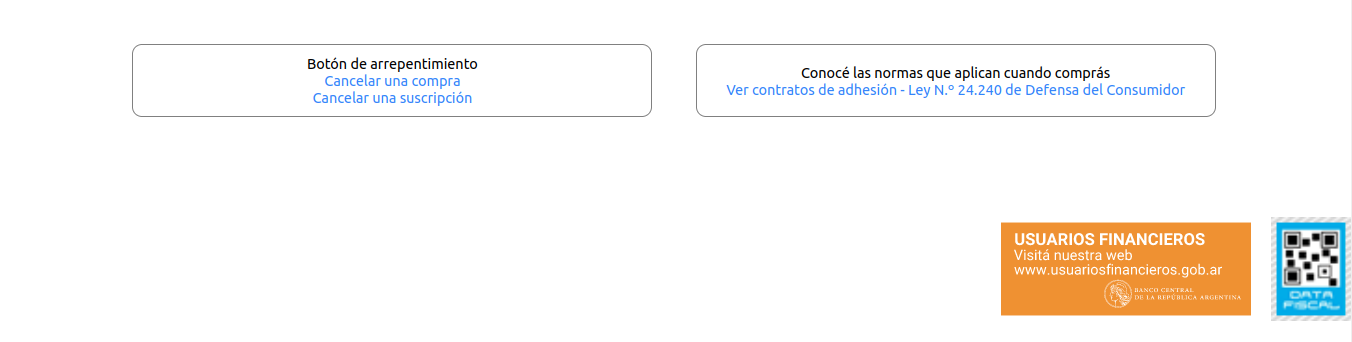 Botón de arrepentimiento
Cancelar una compra
Cancelar una suscripción
Conocé las normas que aplican cuando comprás
Ver contratos de adhesión - Ley N.º 24.240 de Defensa del Consumidor
USUARIOS FINANCIEROS
Visitá nuestra web
www.usuariosfinancieros.gob.ar
BANCO CENTRAL
DE LA REPÚBLICA ARGENTINA
DATA
FISCAL